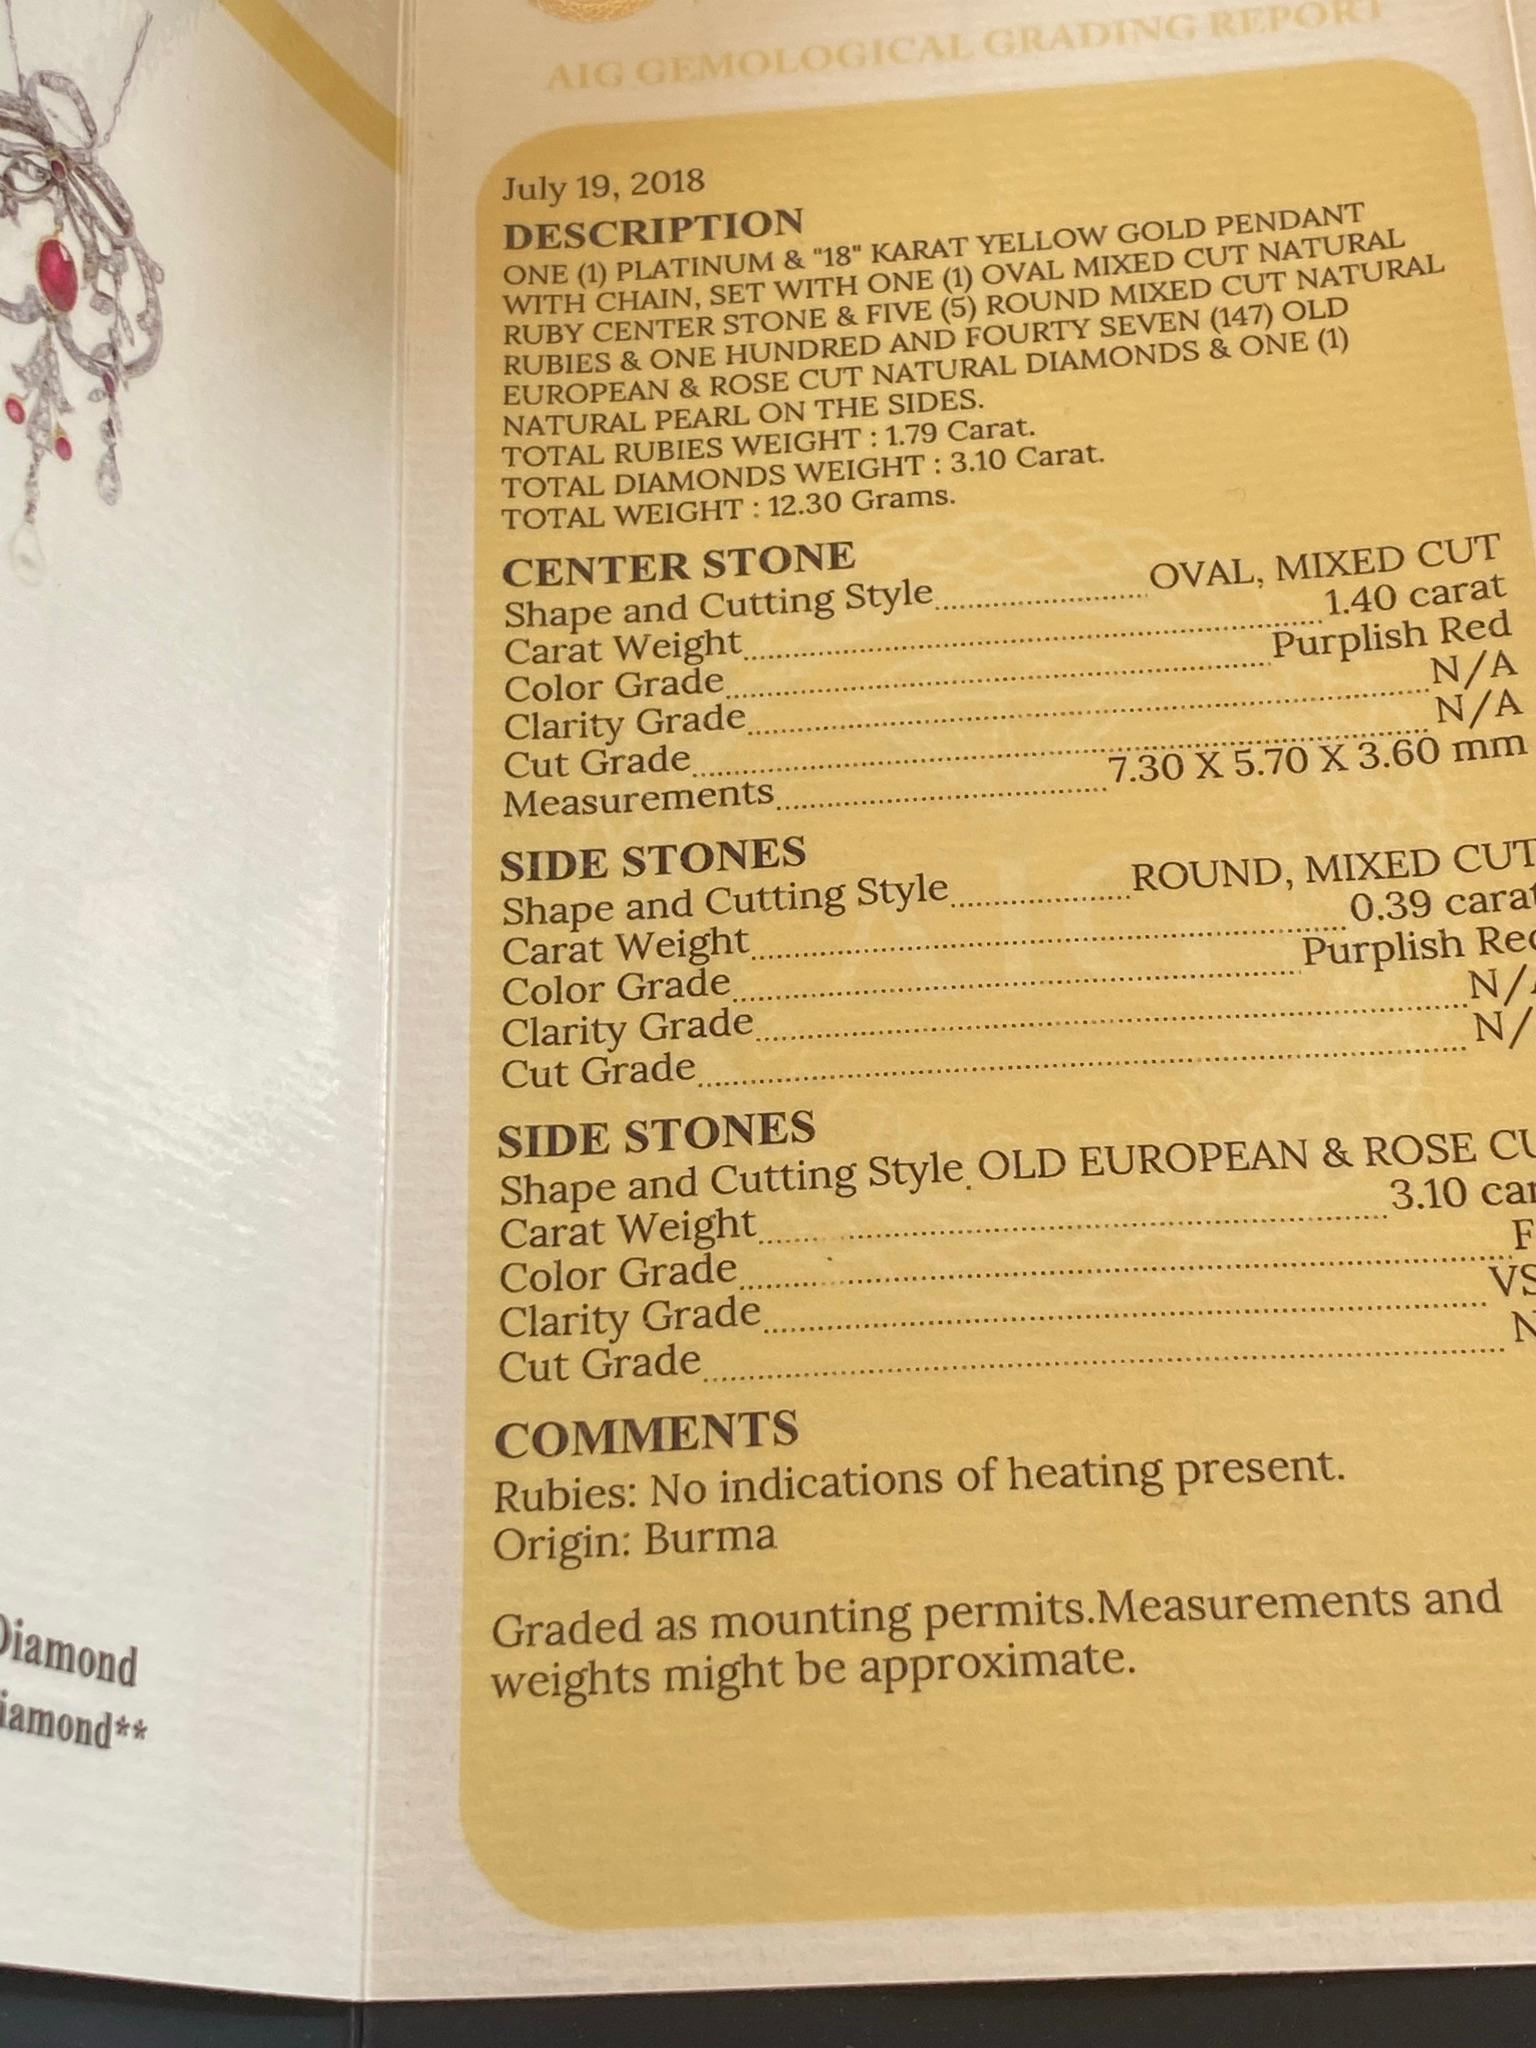 AIG GEMOLOGICAL GRADING REPORT
July 19, 2018
DESCRIPTION
ONE (1) PLATINUM & "18" KARAT YELLOW GOLD PENDANT
WITH CHAIN, SET WITH ONE (1) OVAL MIXED CUT NATURAL
RUBY CENTER STONE & FIVE (5) ROUND MIXED CUT NATURAL
RUBIES & ONE HUNDRED AND FOURTY SEVEN (147) OLD
EUROPEAN & ROSE CUT NATURAL DIAMONDS & ONE (1)
NATURAL PEARL ON THE SIDES.
TOTAL RUBIES WEIGHT : 1.79 Carat.
TOTAL DIAMONDS WEIGHT : 3.10 Carat.
TOTAL WEIGHT : 12.30 Grams.
CENTER STONE
Shape and Cutting Style OVAL, MIXED CUT
Carat Weight 1.40 carat
Color Grade Purplish Red
Clarity Grade N/A
Cut Grade N/A
Measurements 7.30 X 5.70 X 3.60 mm
SIDE STONES
Shape and Cutting Style ROUND, MIXED CUT
Carat Weight 0.39 carat
Color Grade Purplish Red
Clarity Grade N/
Cut Grade N/
SIDE STONES
Shape and Cutting Style OLD EUROPEAN & ROSE CU
Carat Weight 3.10 car
Color Grade F
Clarity Grade VS
Cut Grade N
COMMENTS
Rubies: No indications of heating present.
Origin: Burma
Graded as mounting permits.Measurements and
weights might be approximate.
Diamond
iamond**